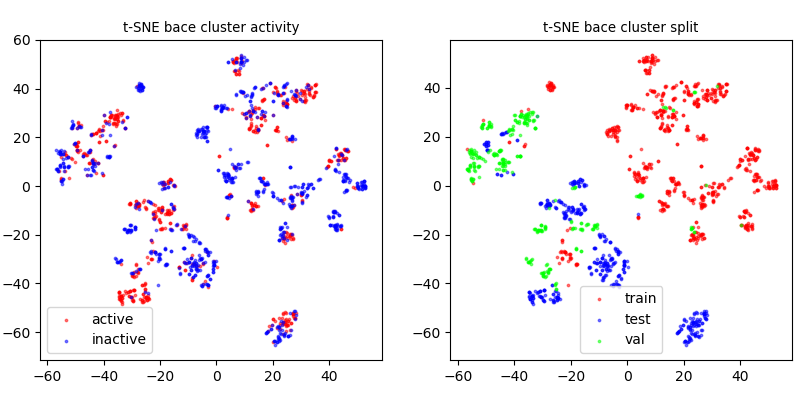 t-SNE bace cluster activity
60
40
20
0
−20
−40
−60
−60 −40 −20 0 20 40
active
inactive
t-SNE bace cluster split
40
20
0
−20
−40
−60
−60 −40 −20 0 20 40
train
test
val